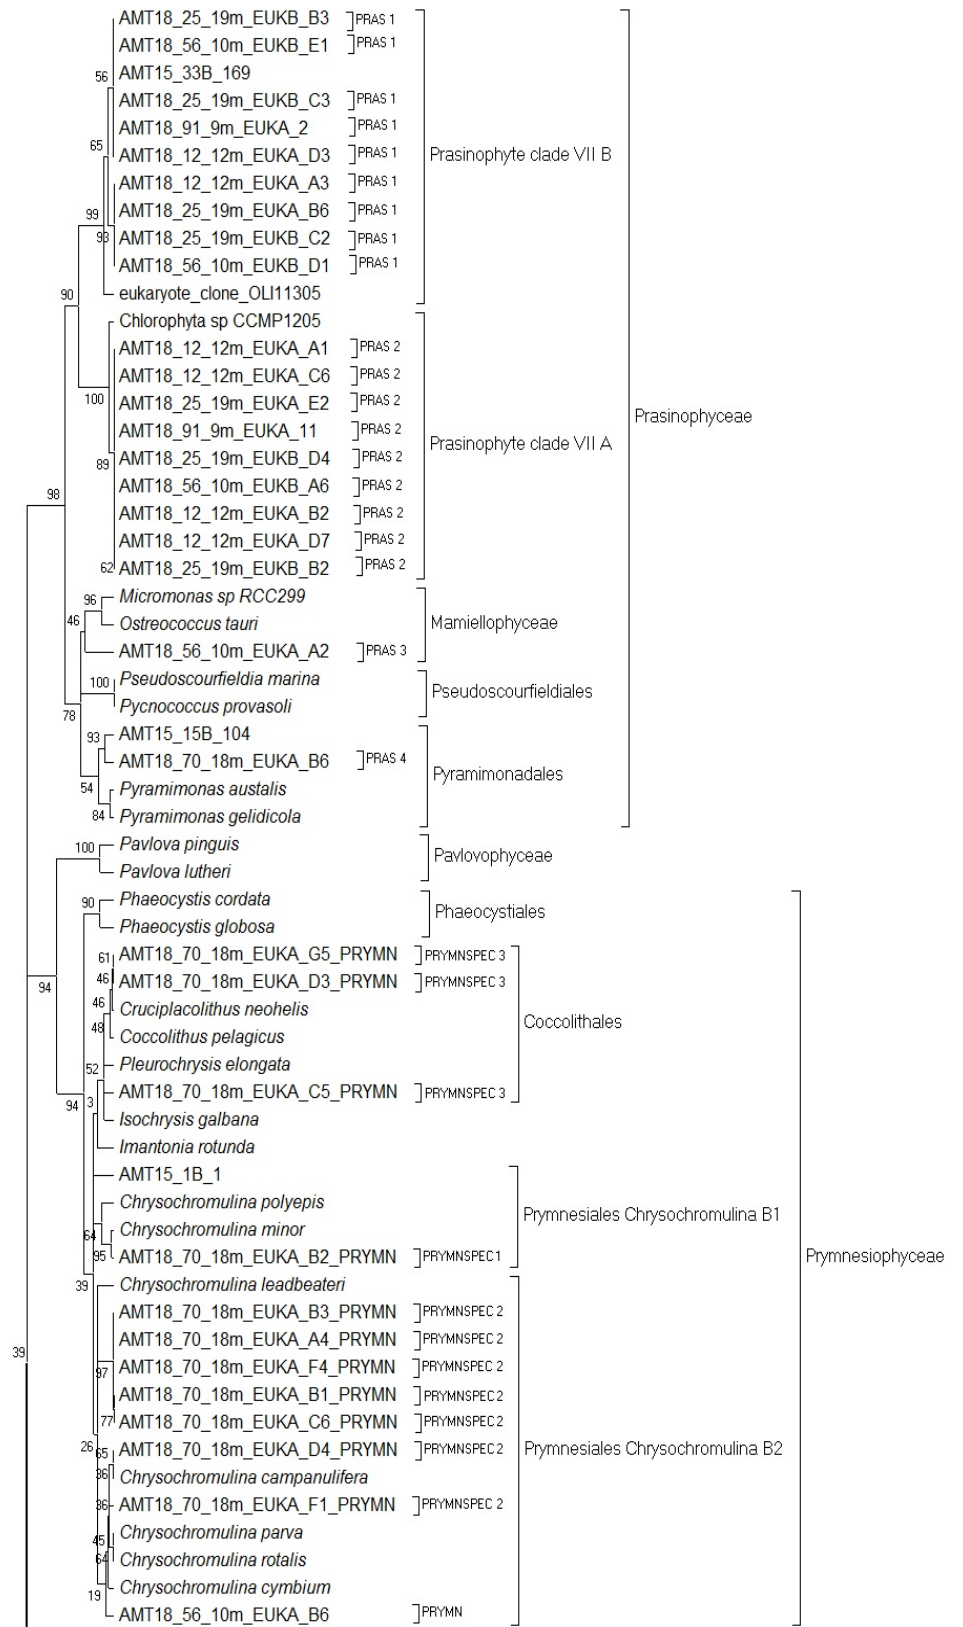 AMT18_25_19m_EUKB_B3 PRAS 1
AMT18_56_10m_EUKB_E1 PRAS 1
56
AMT15_33B_169
AMT18_25_19m_EUKB_C3 PRAS 1
AMT18_91_9m_EUKA_2 PRAS 1
65
AMT18_12_12m_EUKA_D3 PRAS 1
Prasinophyte clade VII B
AMT18_12_12m_EUKA_A3 PRAS 1
AMT18_25_19m_EUKA_B6 PRAS 1
99
AMT18_25_19m_EUKB_C2 PRAS 1
93
AMT18_56_10m_EUKB_D1 PRAS 1
90
eukaryote_clone_OLI11305
Chlorophyta sp CCMP1205
AMT18_12_12m_EUKA_A1 PRAS 2
AMT18_12_12m_EUKA_C6 PRAS 2
100
AMT18_25_19m_EUKA_E2 PRAS 2
Prasinophyceae
AMT18_91_9m_EUKA_11 PRAS 2
Prasinophyte clade VII A
89
AMT18_25_19m_EUKB_D4 PRAS 2
AMT18_56_10m_EUKB_A6 PRAS 2
98
AMT18_12_12m_EUKA_B2 PRAS 2
AMT18_12_12m_EUKA_D7 PRAS 2
62
AMT18_25_19m_EUKB_B2 PRAS 2
96
Micromonas sp RCC299
46
Ostreococcus tauri
Mamiellophyceae
AMT18_56_10m_EUKA_A2 PRAS 3
100
Pseudoscourfieldia marina
Pseudoscourfieldiales
Pycnococcus provasoli
78
93
AMT15_15B_104
AMT18_70_18m_EUKA_B6 PRAS 4
Pyramimonadales
54
Pyramimonas austalis
84
Pyramimonas gelidicola
100
Pavlova pinguis
Pavlovophyceae
Pavlova lutheri
90
Phaeocystis cordata
Phaeocystiales
Phaeocystis globosa
61
AMT18_70_18m_EUKA_G5_PRYMN PRYMNSPEC 3
46
AMT18_70_18m_EUKA_D3_PRYMN PRYMNSPEC 3
94
46
Cruciplacolithus neohelis
Coccolithales
48
Coccolithus pelagicus
52
Pleurochrysis elongata
AMT18_70_18m_EUKA_C5_PRYMN PRYMNSPEC 3
94
3
Isochrysis galbana
Imantonia rotunda
AMT15_1B_1
Chrysochromulina polyepis
Prymnesiales Chrysochromulina B1
64
Chrysochromulina minor
95
AMT18_70_18m_EUKA_B2_PRYMN PRYMNSPEC1
Prymnesiophyceae
39
Chrysochromulina leadbeateri
AMT18_70_18m_EUKA_B3_PRYMN PRYMNSPEC 2
AMT18_70_18m_EUKA_A4_PRYMN PRYMNSPEC 2
39
AMT18_70_18m_EUKA_F4_PRYMN PRYMNSPEC 2
97
AMT18_70_18m_EUKA_B1_PRYMN PRYMNSPEC 2
77
AMT18_70_18m_EUKA_C6_PRYMN PRYMNSPEC 2
26
65
AMT18_70_18m_EUKA_D4_PRYMN PRYMNSPEC 2
Prymnesiales Chrysochromulina B2
36
Chrysochromulina campanulifera
36
AMT18_70_18m_EUKA_F1_PRYMN PRYMNSPEC 2
45
Chrysochromulina parva
64
Chrysochromulina rotalis
19
Chrysochromulina cymbium
AMT18_56_10m_EUKA_B6 PRYMN